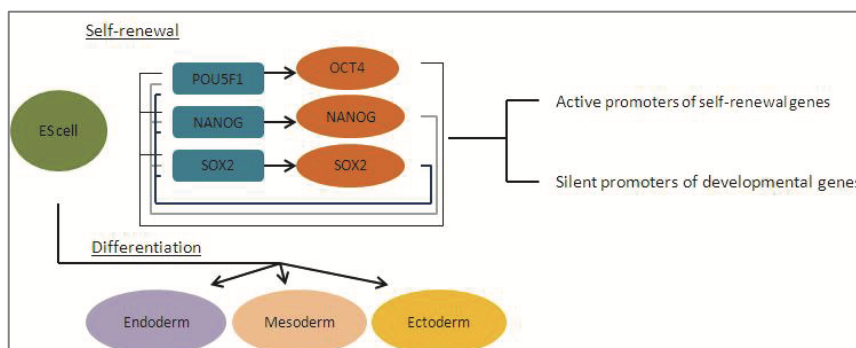 Self-renewal
POU5F1
OCT4
NANOG
NANOG
SOX2
SOX2
ES cell
Active promoters of self-renewal genes
Silent promoters of developmental genes
Differentiation
Endoderm
Mesoderm
Ectoderm